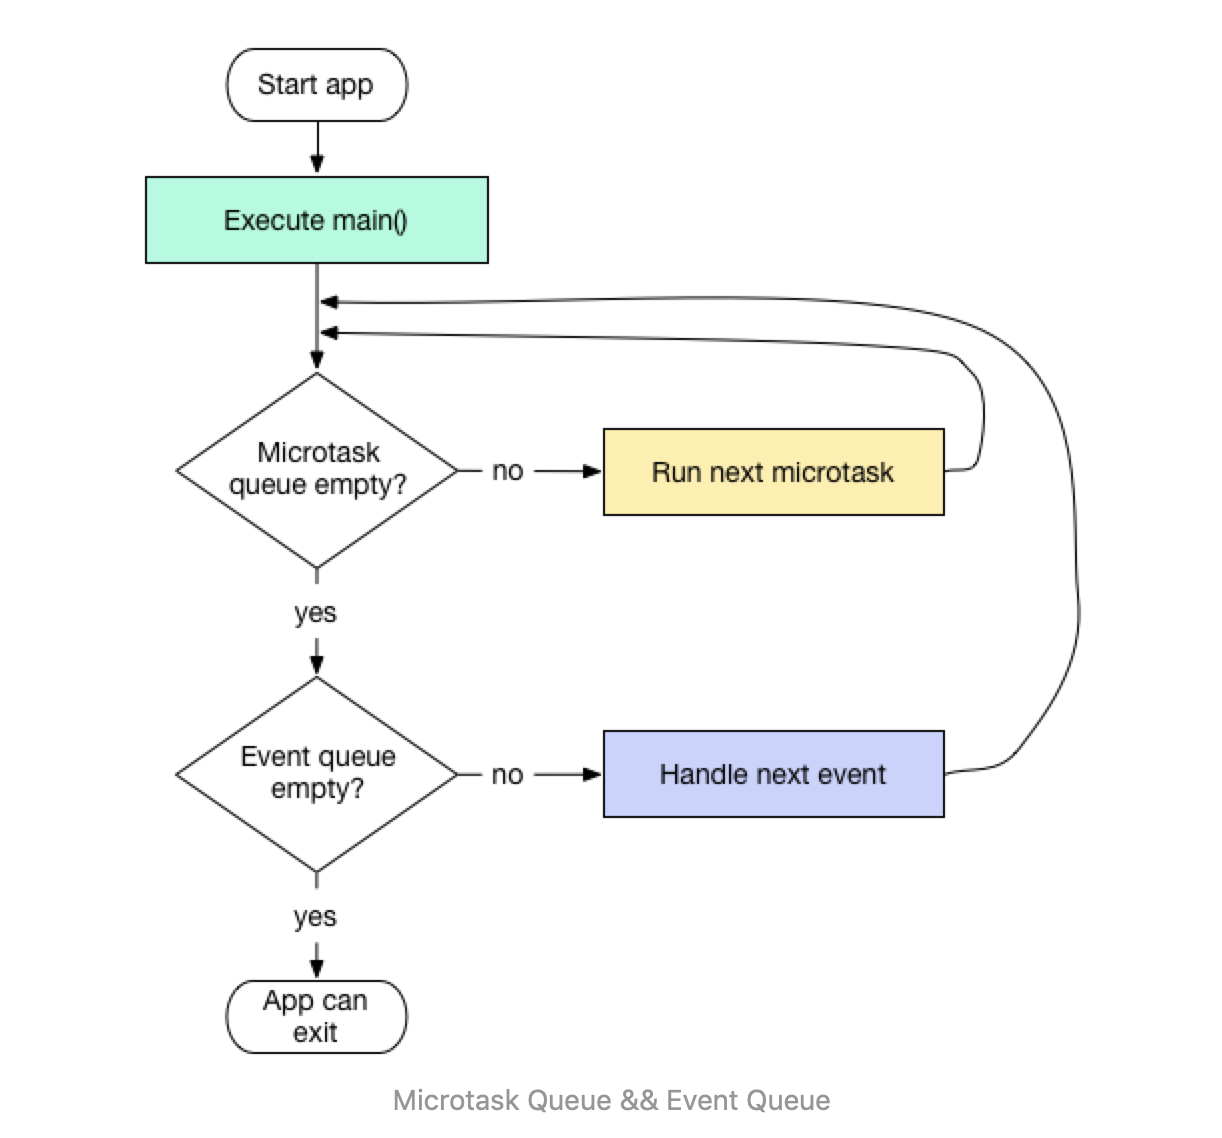 Start app
Execute main()
Microtask
queue empty?
no
Run next microtask
yes
Event queue
empty?
no
Handle next event
yes
App can
exit
Microtask Queue && Event Queue